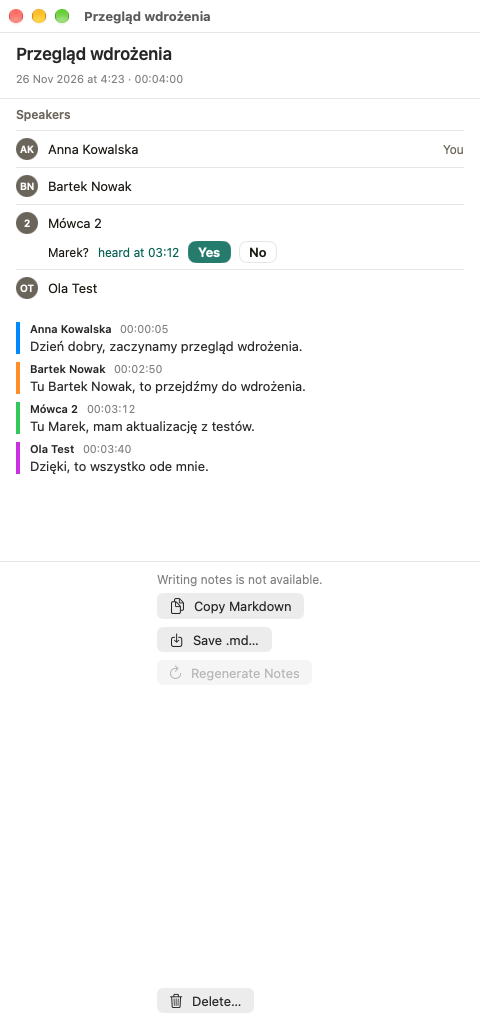 Przegląd wdrożenia
Przegląd wdrożenia
26 Nov 2026 at 4:23 · 00:04:00
Speakers
AK Anna Kowalska You
BN Bartek Nowak
2 Mówca 2
Marek? heard at 03:12 Yes No
OT Ola Test
Anna Kowalska 00:00:05
Dzień dobry, zaczynamy przegląd wdrożenia.
Bartek Nowak 00:02:50
Tu Bartek Nowak, to przejdźmy do wdrożenia.
Mówca 2 00:03:12
Tu Marek, mam aktualizację z testów.
Ola Test 00:03:40
Dzięki, to wszystko ode mnie.
Writing notes is not available.
Copy Markdown
Save .md...
Regenerate Notes
Delete...